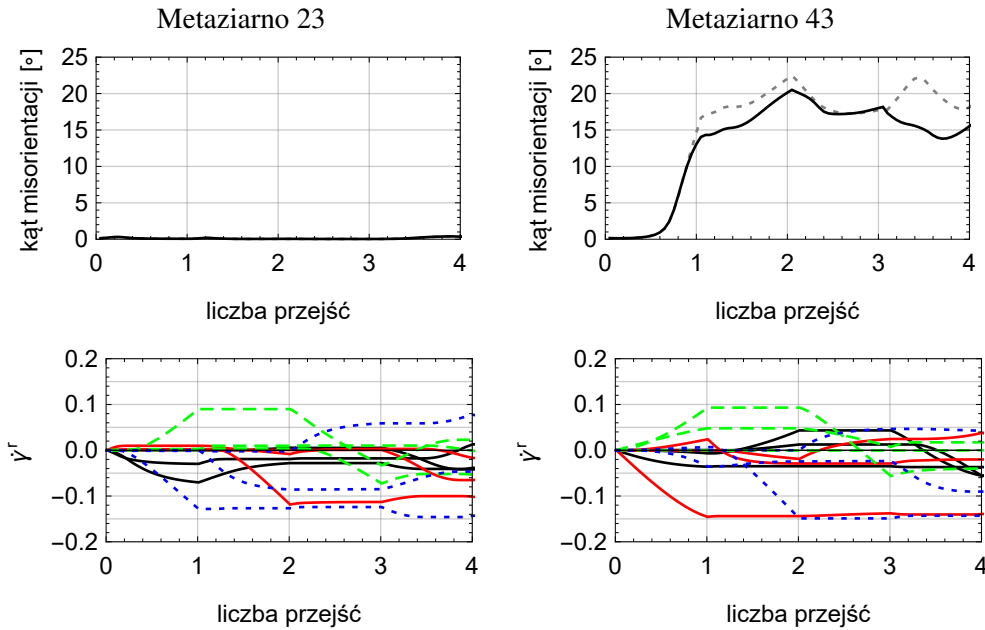 Metaziarno 23
Metaziarno 43
kąt misorientacji [°]
25
20
15
10
5
0
0 1 2 3 4
liczba przejść
kąt misorientacji [°]
25
20
15
10
5
0
0 1 2 3 4
liczba przejść
γ^r
0.2
0.1
0.0
−0.1
−0.2
0 1 2 3 4
liczba przejść
γ^r
0.2
0.1
0.0
−0.1
−0.2
0 1 2 3 4
liczba przejść